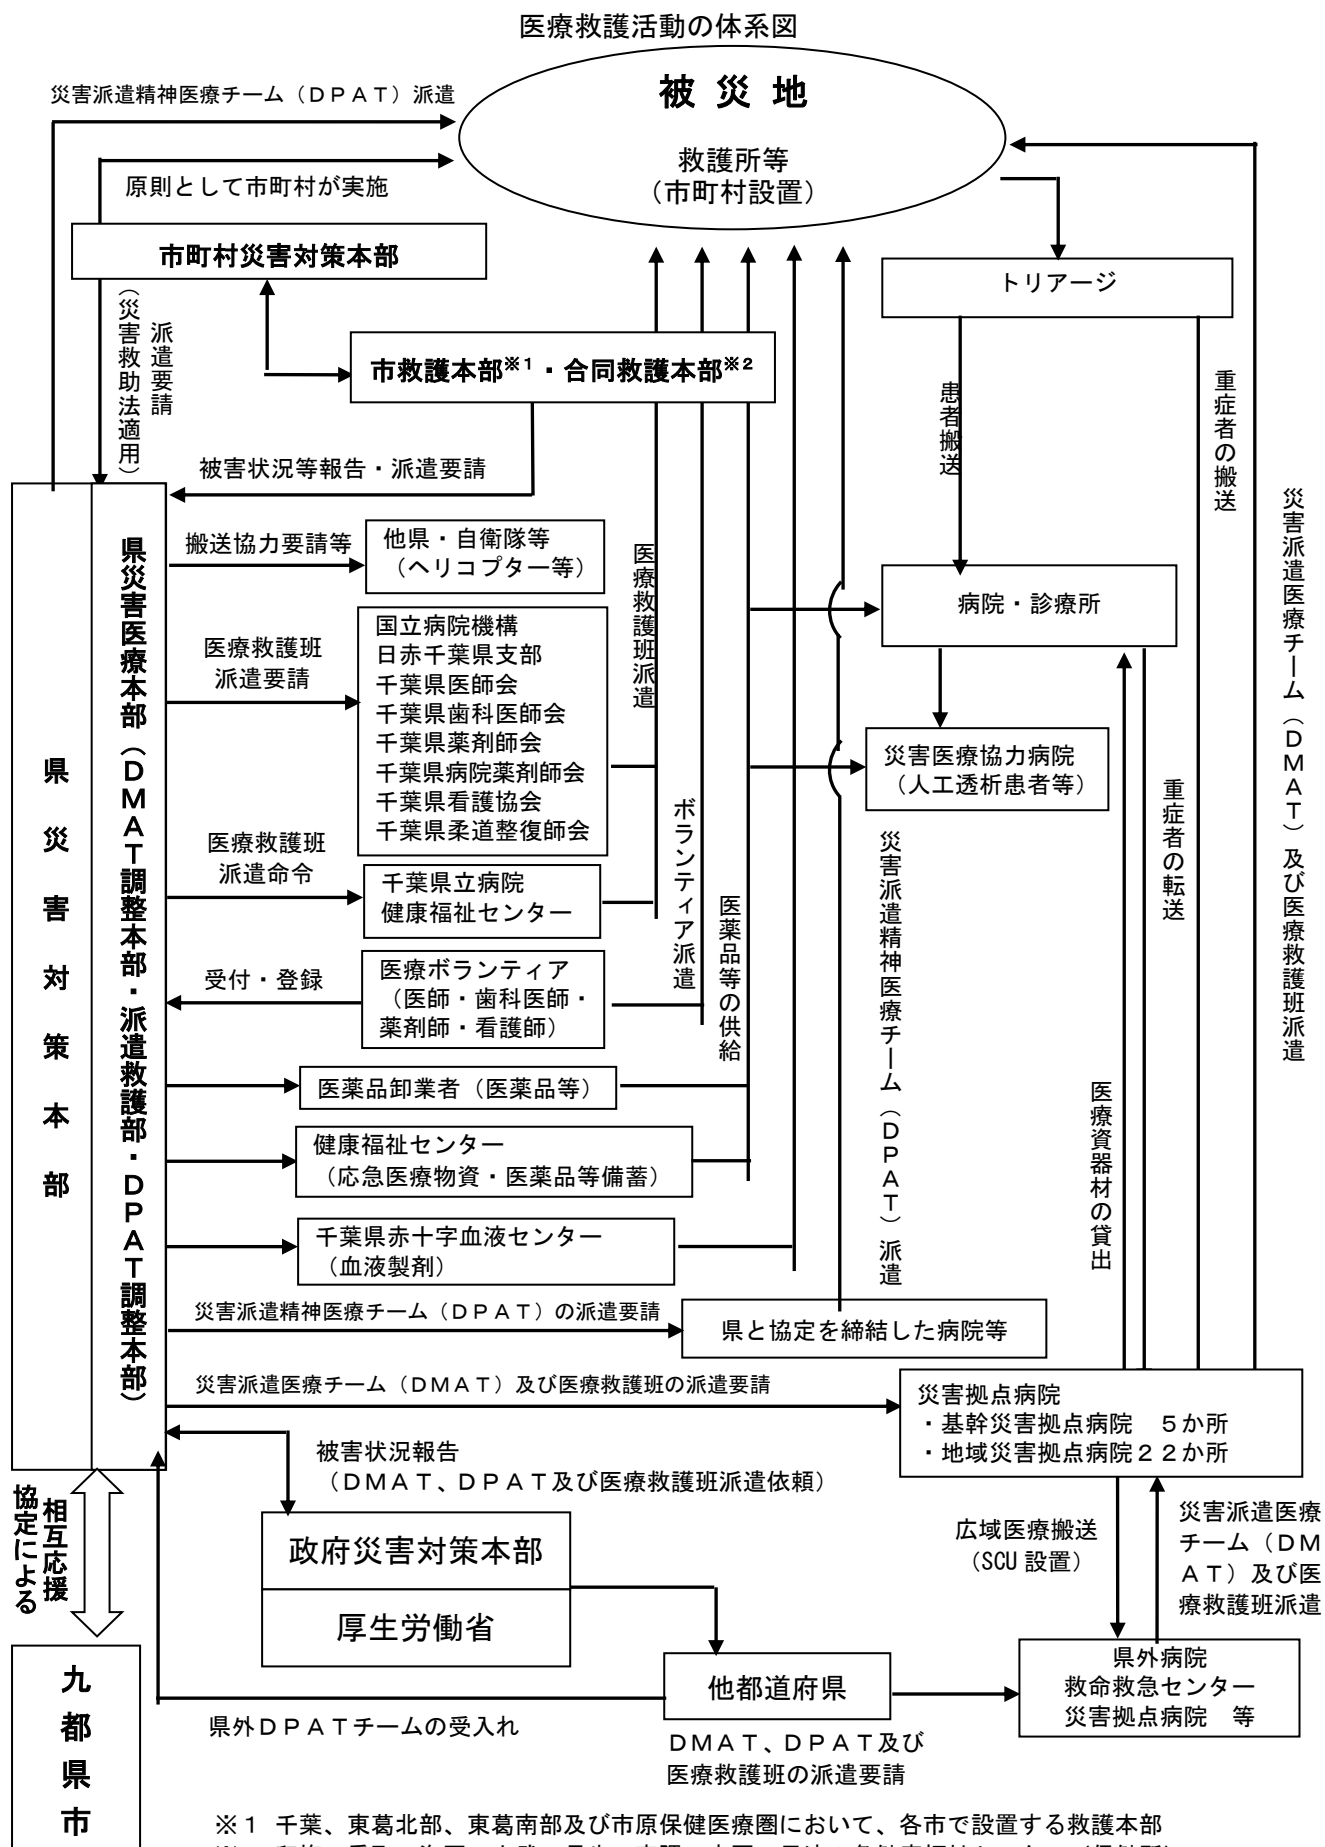 医療救護活動の体系図
災害派遣精神医療チーム（ＤＰＡＴ）派遣
被 災 地
救護所等
（市町村設置）
原則として市町村が実施
市町村災害対策本部
トリアージ
派遣要請
（災害救助法適用）
市救護本部※1・合同救護本部※2
患者搬送
重症者の搬送
被害状況等報告・派遣要請
災害派遣医療チーム（ＤＭＡＴ）及び医療救護班派遣
県災害対策本部
県災害医療本部（ＤＭＡＴ調整本部・派遣救護部・ＤＰＡＴ調整本部）
搬送協力要請等
他県・自衛隊等
（ヘリコプター等）
医療救護班派遣
病院・診療所
医療救護班
派遣要請
国立病院機構
日赤千葉県支部
千葉県医師会
千葉県歯科医師会
千葉県薬剤師会
千葉県病院薬剤師会
千葉県看護協会
千葉県柔道整復師会
災害医療協力病院
（人工透析患者等）
重症者の転送
ボランティア派遣
医療救護班
派遣命令
千葉県立病院
健康福祉センター
医薬品等の供給
災害派遣精神医療チーム（ＤＰＡＴ）派遣
受付・登録
医療ボランティア
（医師・歯科医師・
薬剤師・看護師）
医薬品卸業者（医薬品等）
医療資器材の貸出
健康福祉センター
（応急医療物資・医薬品等備蓄）
千葉県赤十字血液センター
（血液製剤）
災害派遣精神医療チーム（ＤＰＡＴ）の派遣要請
県と協定を締結した病院等
災害派遣医療チーム（ＤＭＡＴ）及び医療救護班の派遣要請
災害拠点病院
・基幹災害拠点病院　５か所
・地域災害拠点病院２２か所
被害状況報告
（ＤＭＡＴ、ＤＰＡＴ及び医療救護班派遣依頼）
相互応援
協定による
政府災害対策本部
厚生労働省
広域医療搬送
（SCU 設置）
災害派遣医療
チーム（ＤＭ
ＡＴ）及び医
療救護班派遣
九都県市
他都道府県
県外病院
救命救急センター
災害拠点病院　等
県外ＤＰＡＴチームの受入れ
ＤＭＡＴ、ＤＰＡＴ及び
医療救護班の派遣要請
※１ 千葉、東葛北部、東葛南部及び市原保健医療圏において、各市で設置する救護本部